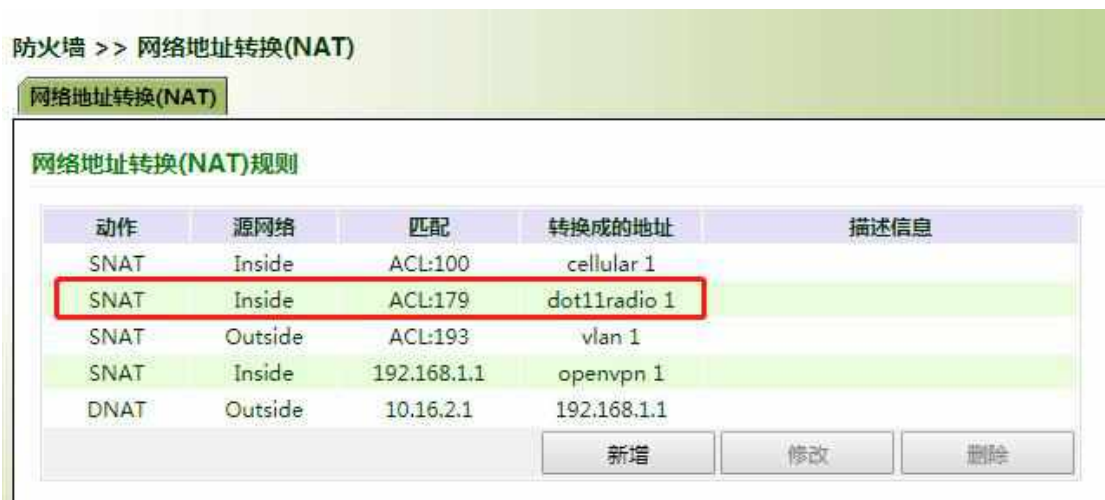 防火墙 >> 网络地址转换(NAT)
网络地址转换(NAT)
网络地址转换(NAT)规则
动作 源网络 匹配 转换成的地址 描述信息
SNAT Inside ACL:100 cellular 1
SNAT Inside ACL:179 dot11radio 1
SNAT Outside ACL:193 vlan 1
SNAT Inside 192.168.1.1 openvpn 1
DNAT Outside 10.16.2.1 192.168.1.1
新增 修改 删除